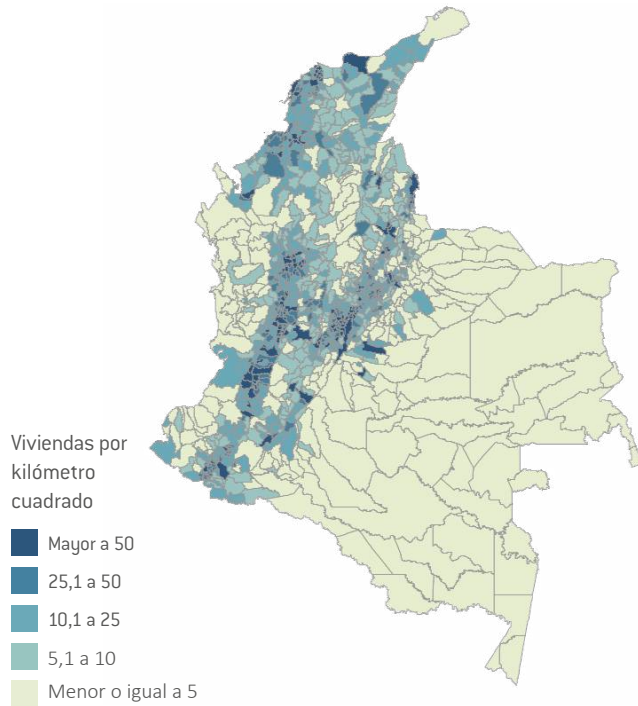 Viviendas por
kilómetro
cuadrado
Mayor a 50
25,1 a 50
10,1 a 25
5,1 a 10
Menor o igual a 5